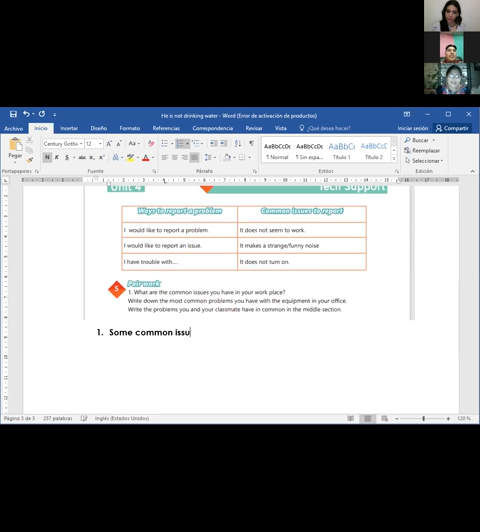 He is not drinking water - Word (Error de activación de productos)
Archivo Inicio Insertar Diseño Formato Referencias Correspondencia Revisar Vista ¿Qué desea hacer? Iniciar sesión Compartir
Pegar
Century Gothic 12 A A Aa
N K S abc x₂ x² A A
AaBbCcDc AaBbCcDc AaBbCc AaBbCcD
¶ Normal ¶ Sin espa... Título 1 Título 2
Buscar
Reemplazar
Seleccionar
Portapapeles Fuente Párrafo Estilos Edición
Unit 4 Tech Support
Ways to report a problem Common issues to report
I would like to report a problem. It does not seem to work.
I would like to report an issue. It makes a strange/funny noise
I have trouble with.... It does not turn on.
5 Pair work
1. What are the common issues you have in your work place?
Write down the most common problems you have with the equipment in your office.
Write the problems you and your classmate have in common in the middle section.
1. Some common issu
Página 3 de 3 257 palabras Inglés (Estados Unidos) 120 %